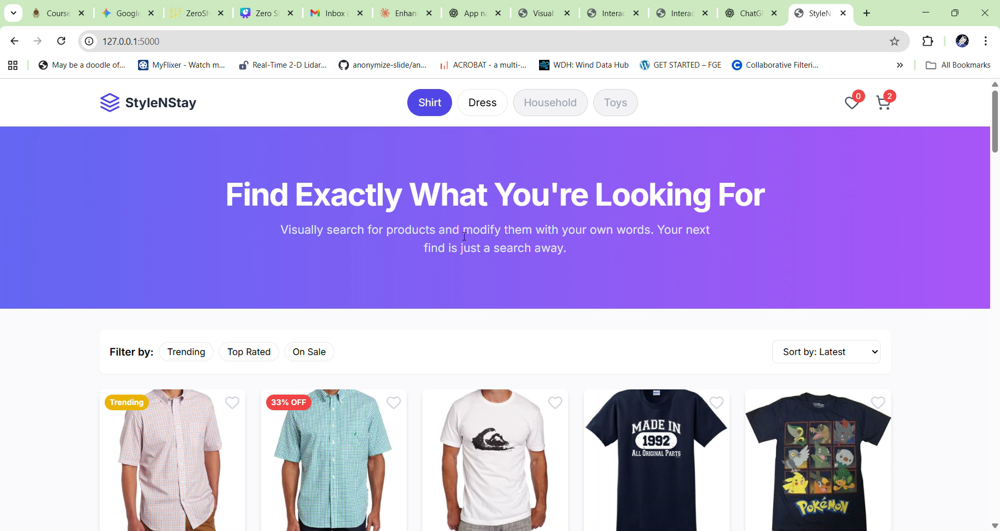 Course
Google
ZeroSh
Zero S
Inbox (
Enhan
App na
Visual
Interac
Interac
ChatG
StyleN
127.0.0.1:5000
May be a doodle of...
MyFlixer - Watch m...
Real-Time 2-D Lidar...
anonymize-slide/an...
ACROBAT - a multi-...
WDH: Wind Data Hub
GET STARTED – FGE
Collaborative Filteri...
All Bookmarks
StyleNStay
Shirt
Dress
Household
Toys
0
2
Find Exactly What You're Looking For
Visually search for products and modify them with your own words. Your next
find is just a search away.
Filter by:
Trending
Top Rated
On Sale
Sort by: Latest
Trending
33% OFF
MADE IN
1992
ALL ORIGINAL PARTS
POKéMON